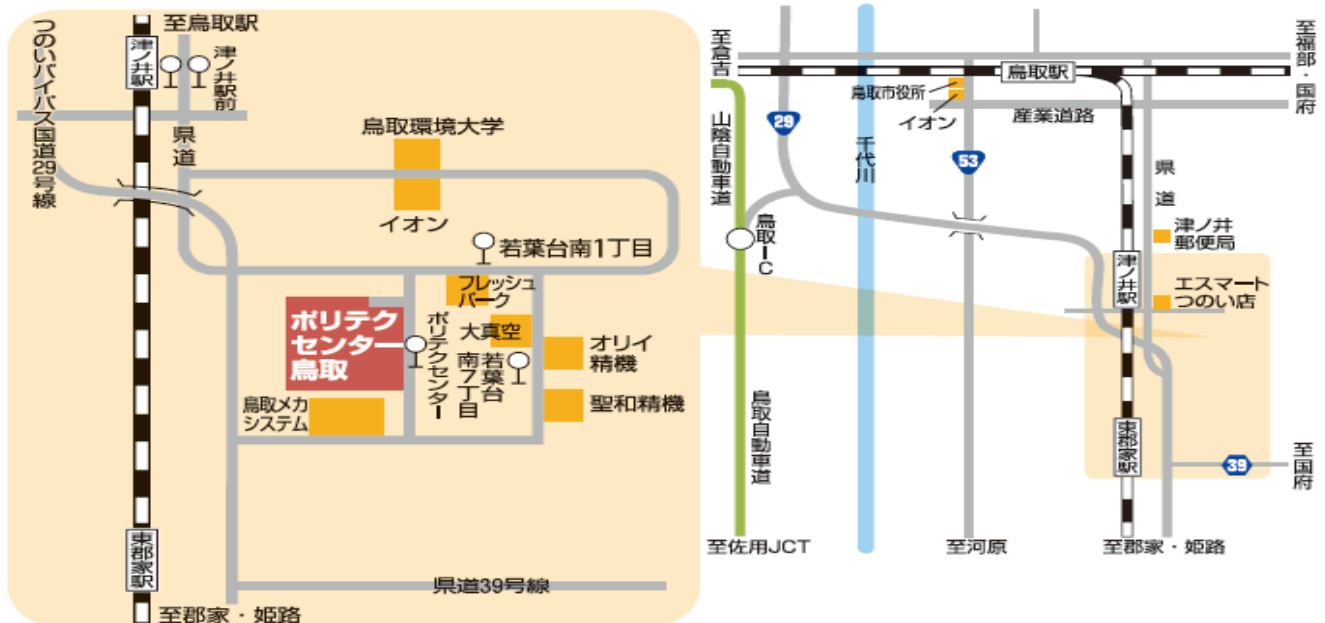 至鳥取駅
つのいバイパス国道29号線
津ノ井駅
津ノ井駅前
県道
鳥取環境大学
イオン
若葉台南1丁目
フレッシュ
パーク
ポリテク
センター
鳥取
ポリテクセンター
大真空
若葉台
南7丁目
オリイ
精機
聖和精機
鳥取メカ
システム
東郡家駅
県道39号線
至郡家・姫路
至倉吉
鳥取駅
至福部・国府
鳥取市役所
イオン
産業道路
山陰自動車道
29
千代川
53
県道
鳥取IC
津ノ井
郵便局
津ノ井駅
エスマート
つのい店
鳥取自動車道
東郡家駅
39
至国府
至佐用JCT
至河原
至郡家・姫路